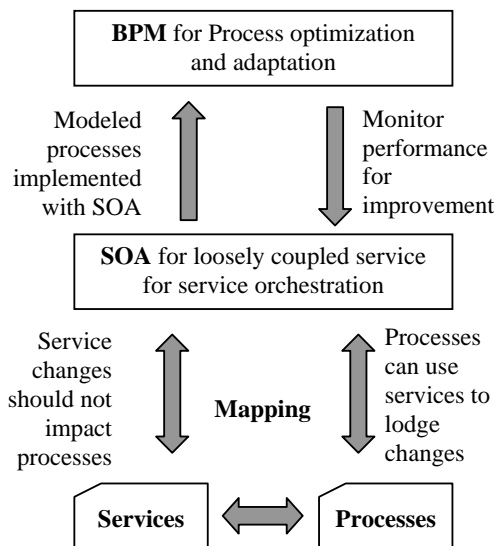 BPM for Process optimization
and adaptation
Modeled
processes
implemented
with SOA
Monitor
performance
for
improvement
SOA for loosely coupled service
for service orchestration
Service
changes
should not
impact
processes
Mapping
Processes
can use
services to
lodge
changes
Services
Processes